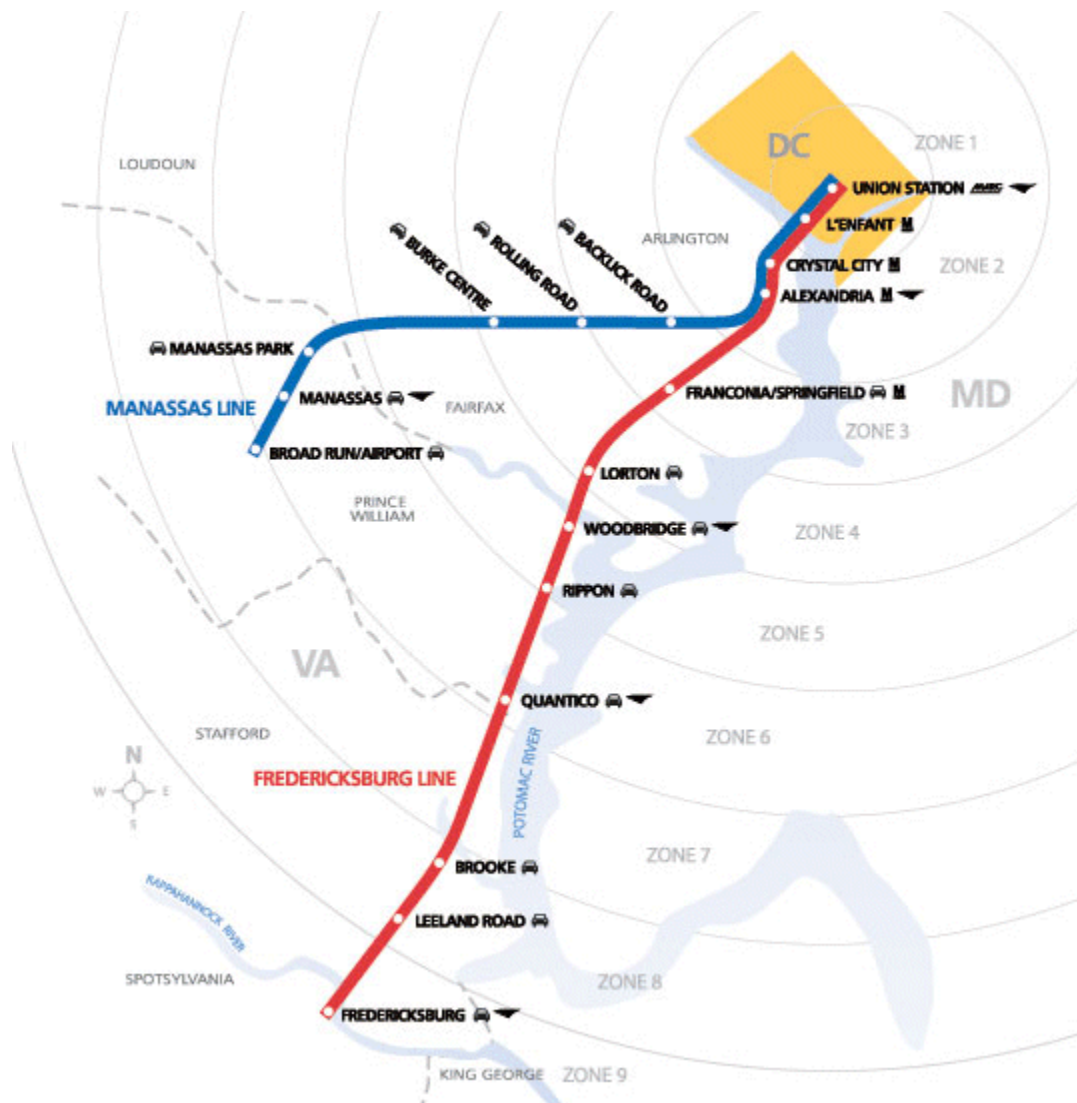 DC
ZONE 1
LOUDOUN
UNION STATION MARC
L'ENFANT M
BURKE CENTRE
ROLLING ROAD
BACKLICK ROAD
ARLINGTON
CRYSTAL CITY M
ZONE 2
ALEXANDRIA M
MANASSAS PARK
MANASSAS
MANASSAS LINE
FAIRFAX
FRANCONIA/SPRINGFIELD M
MD
ZONE 3
BROAD RUN/AIRPORT
LORTON
PRINCE
WILLIAM
WOODBRIDGE
ZONE 4
RIPPON
ZONE 5
VA
QUANTICO
STAFFORD
ZONE 6
N
W E
S
FREDERICKSBURG LINE
POTOMAC RIVER
ZONE 7
BROOKE
RAPPAHANNOCK RIVER
LEELAND ROAD
SPOTSYLVANIA
ZONE 8
FREDERICKSBURG
KING GEORGE
ZONE 9